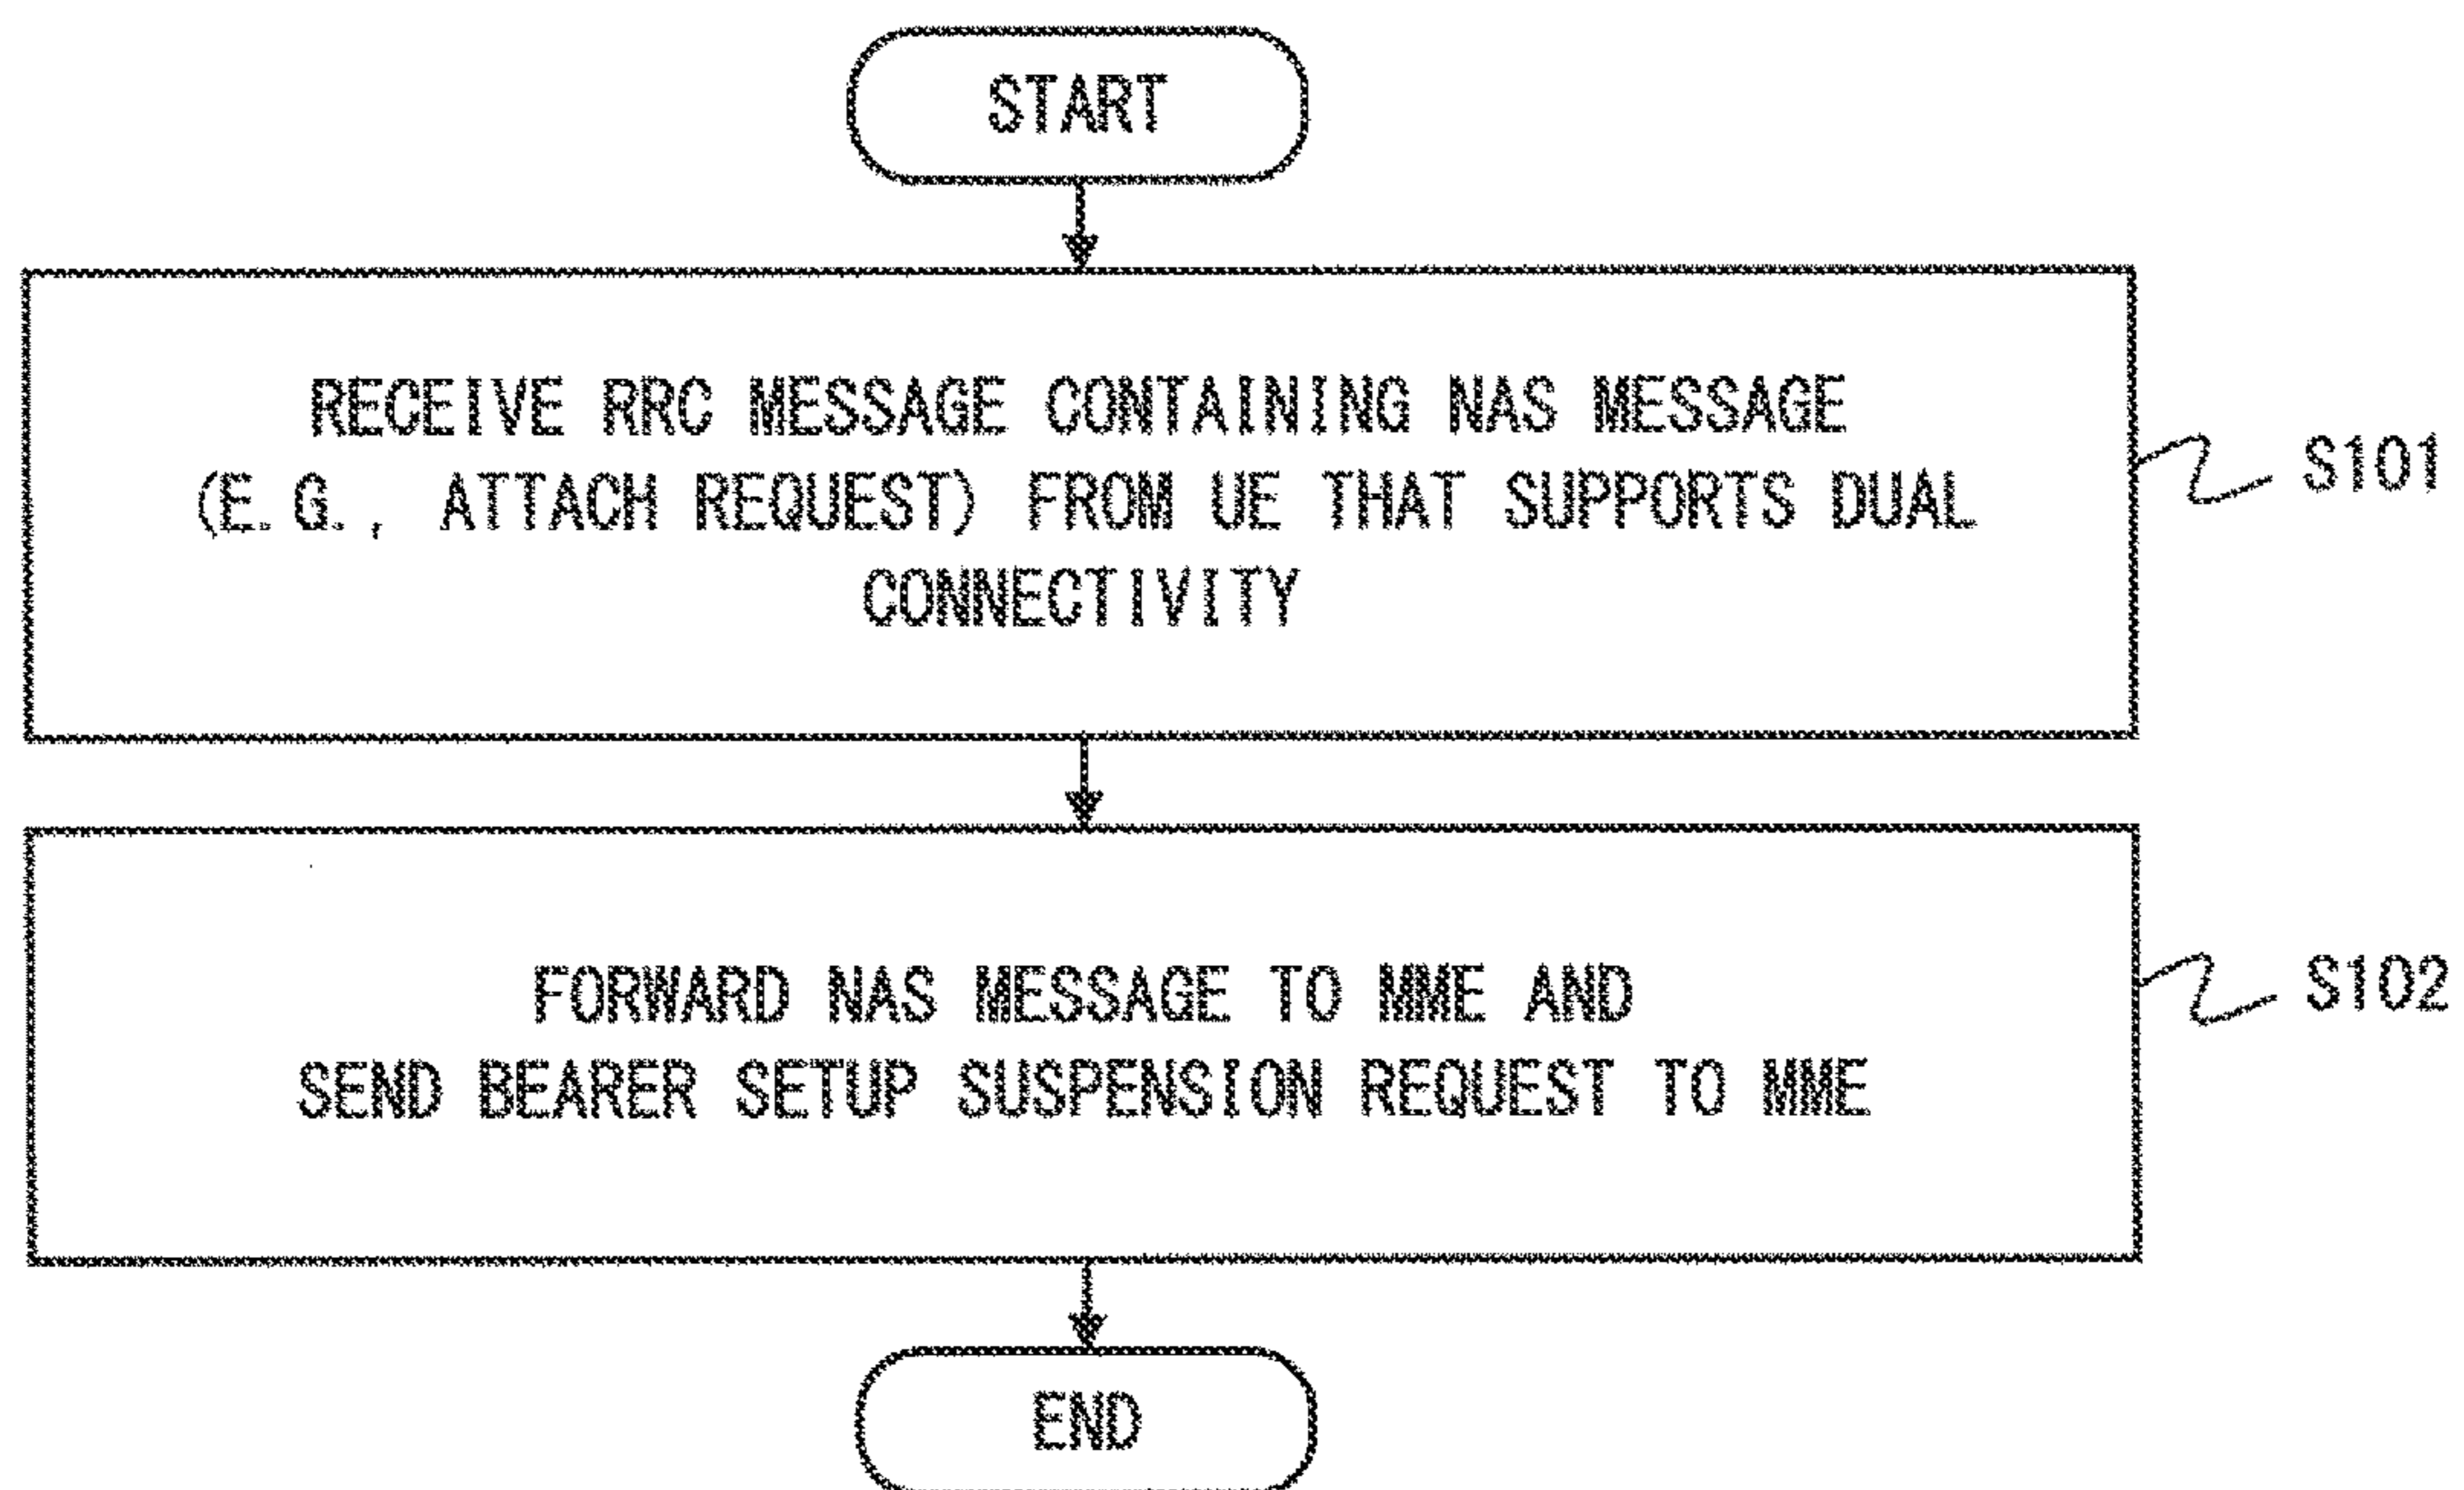 START
RECEIVE RRC MESSAGE CONTAINING NAS MESSAGE
(E.G., ATTACH REQUEST) FROM UE THAT SUPPORTS DUAL
CONNECTIVITY
S101
FORWARD NAS MESSAGE TO MME AND
SEND BEARER SETUP SUSPENSION REQUEST TO MME
S102
END